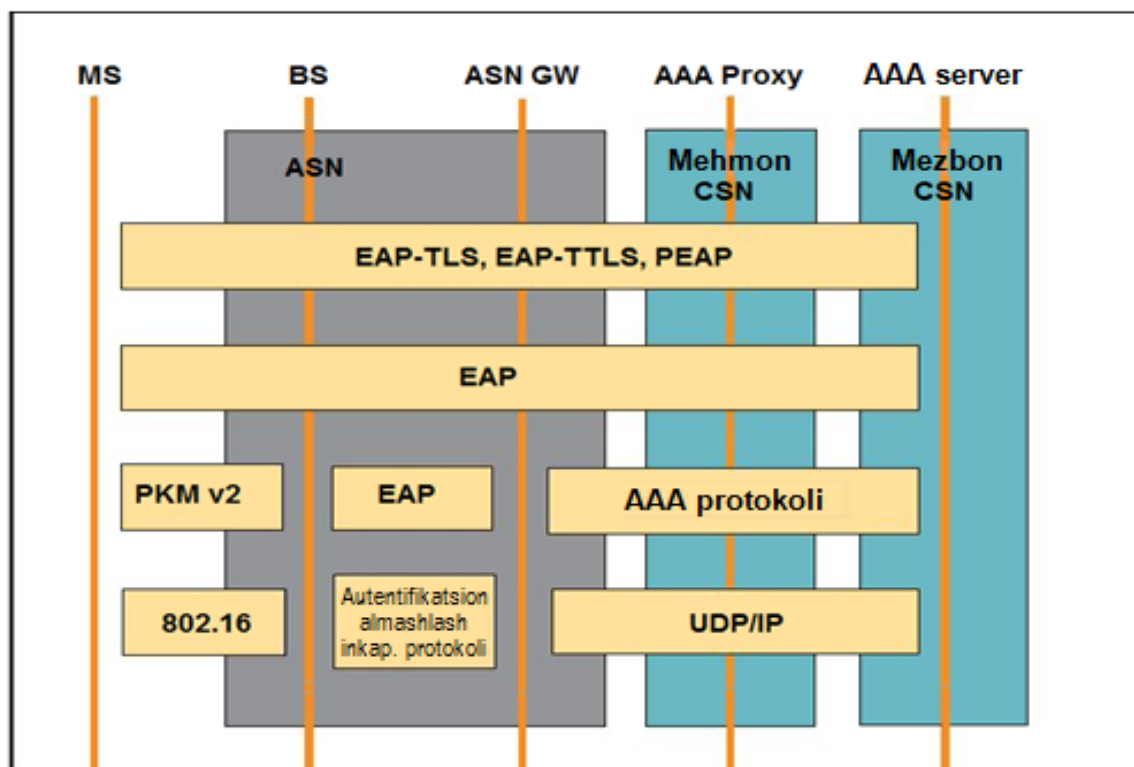 MS
BS
ASN GW
AAA Proxy
AAA server
ASN
Mehmon
CSN
Mezbon
CSN
EAP-TLS, EAP-TTLS, PEAP
EAP
PKM v2
EAP
AAA protokoli
802.16
Autentifikatsion
almashlash
inkap. protokoli
UDP/IP